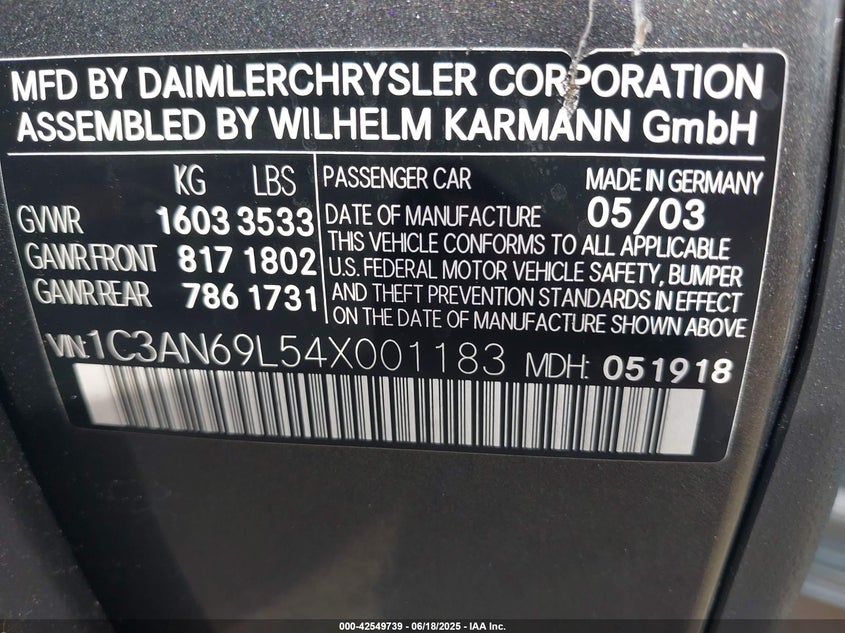 MFD BY DAIMLERCHRYSLER CORPORATION
ASSEMBLED BY WILHELM KARMANN GmbH
KG LBS
GVWR 1603 3533
GAWR FRONT 817 1802
GAWR REAR 786 1731
PASSENGER CAR MADE IN GERMANY
DATE OF MANUFACTURE 05/03
THIS VEHICLE CONFORMS TO ALL APPLICABLE
U.S. FEDERAL MOTOR VEHICLE SAFETY, BUMPER
AND THEFT PREVENTION STANDARDS IN EFFECT
ON THE DATE OF MANUFACTURE SHOWN ABOVE
VIN: 1C3AN69L54X001183 MDH: 051918
000-42549739 - 06/18/2025 - IAA Inc.